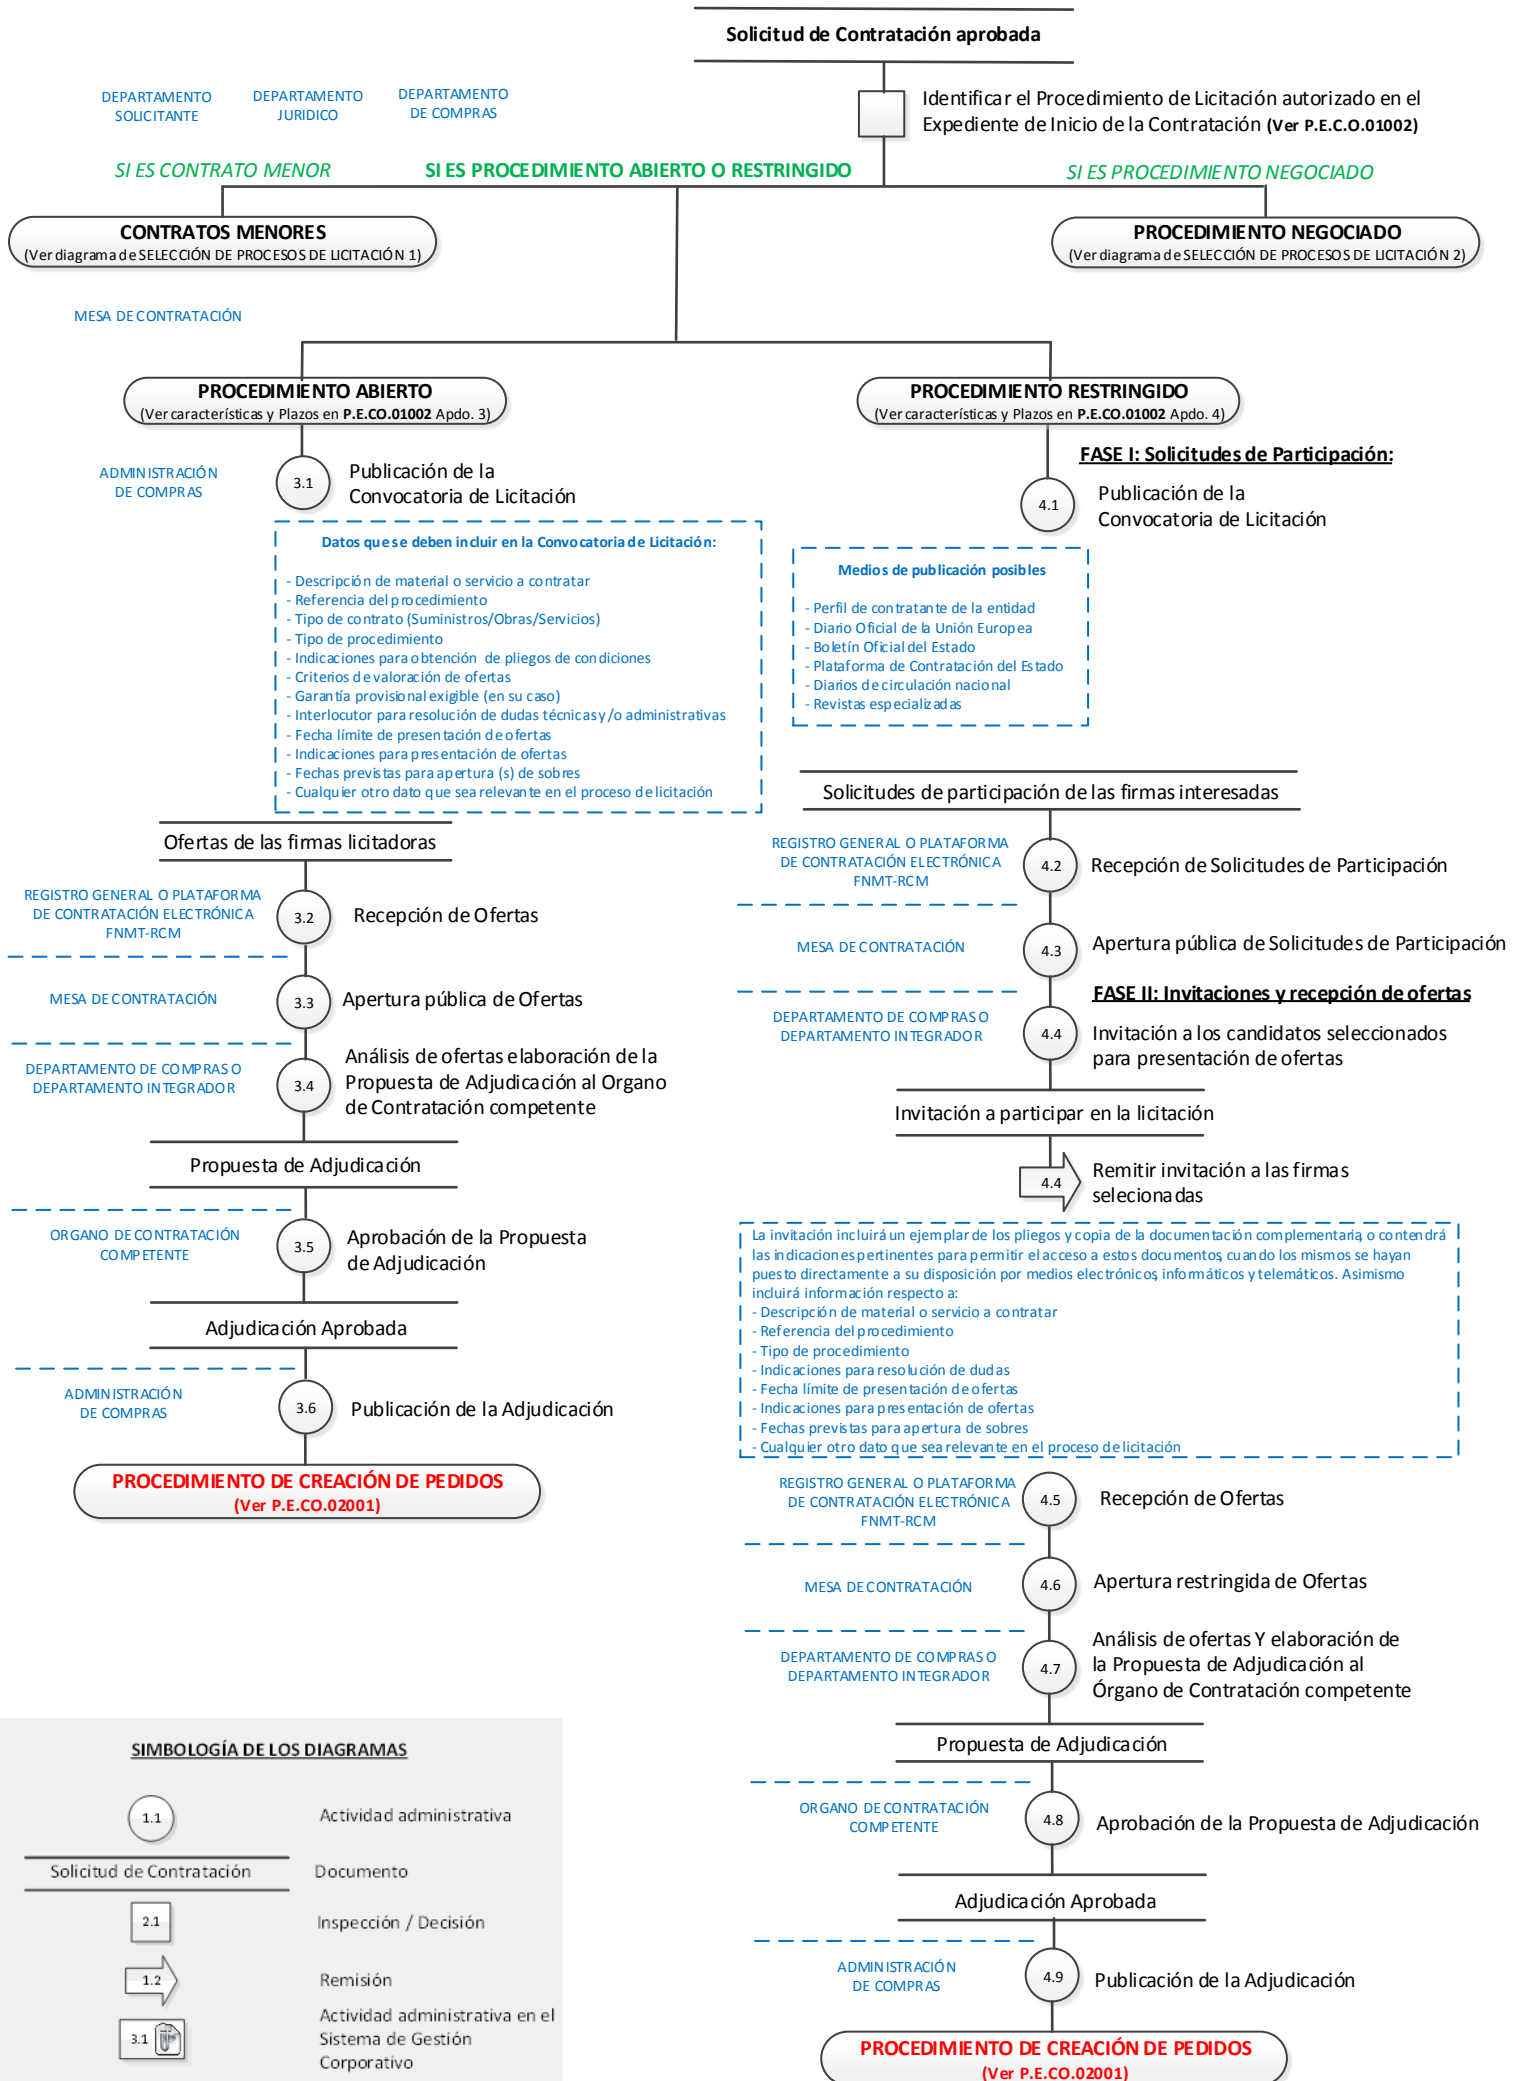 Solicitud de Contratación aprobada
DEPARTAMENTO
SOLICITANTE
DEPARTAMENTO
JURIDICO
DEPARTAMENTO
DE COMPRAS
Identificar el Procedimiento de Licitación autorizado en el
Expediente de Inicio de la Contratación (Ver P.E.C.O.01002)
SI ES CONTRATO MENOR
SI ES PROCEDIMIENTO ABIERTO O RESTRINGIDO
SI ES PROCEDIMIENTO NEGOCIADO
CONTRATOS MENORES
(Ver diagrama de SELECCIÓN DE PROCESOS DE LICITACIÓN 1)
PROCEDIMIENTO NEGOCIADO
(Ver diagrama de SELECCIÓN DE PROCESOS DE LICITACIÓN 2)
MESA DE CONTRATACIÓN
PROCEDIMIENTO ABIERTO
(Ver características y Plazos en P.E.CO.01002 Apdo. 3)
ADMINISTRACIÓN
DE COMPRAS
3.1
Publicación de la
Convocatoria de Licitación
Datos que se deben incluir en la Convocatoria de Licitación:
- Descripción de material o servicio a contratar
- Referencia del procedimiento
- Tipo de contrato (Suministros/Obras/Servicios)
- Tipo de procedimiento
- Indicaciones para obtención de pliegos de condiciones
- Criterios de valoración de ofertas
- Garantía provisional exigible (en su caso)
- Interlocutor para resolución de dudas técnicas y/o administrativas
- Fecha límite de presentación de ofertas
- Indicaciones para presentación de ofertas
- Fechas previstas para apertura (s) de sobres
- Cualquier otro dato que sea relevante en el proceso de licitación
Ofertas de las firmas licitadoras
REGISTRO GENERAL O PLATAFORMA
DE CONTRATACIÓN ELECTRÓNICA
FNMT-RCM
3.2
Recepción de Ofertas
MESA DE CONTRATACIÓN
3.3
Apertura pública de Ofertas
DEPARTAMENTO DE COMPRAS O
DEPARTAMENTO INTEGRADOR
3.4
Análisis de ofertas elaboración de la
Propuesta de Adjudicación al Organo
de Contratación competente
Propuesta de Adjudicación
ORGANO DE CONTRATACIÓN
COMPETENTE
3.5
Aprobación de la Propuesta
de Adjudicación
Adjudicación Aprobada
ADMINISTRACIÓN
DE COMPRAS
3.6
Publicación de la Adjudicación
PROCEDIMIENTO DE CREACIÓN DE PEDIDOS
(Ver P.E.CO.02001)
PROCEDIMIENTO RESTRINGIDO
(Ver características y Plazos en P.E.CO.01002 Apdo. 4)
FASE I: Solicitudes de Participación:
4.1
Publicación de la
Convocatoria de Licitación
Medios de publicación posibles
- Perfil de contratante de la entidad
- Diario Oficial de la Unión Europea
- Boletín Oficial del Estado
- Plataforma de Contratación del Estado
- Diarios de circulación nacional
- Revistas especializadas
Solicitudes de participación de las firmas interesadas
REGISTRO GENERAL O PLATAFORMA
DE CONTRATACIÓN ELECTRÓNICA
FNMT-RCM
4.2
Recepción de Solicitudes de Participación
MESA DE CONTRATACIÓN
4.3
Apertura pública de Solicitudes de Participación
FASE II: Invitaciones y recepción de ofertas
DEPARTAMENTO DE COMPRAS O
DEPARTAMENTO INTEGRADOR
4.4
Invitación a los candidatos seleccionados
para presentación de ofertas
Invitación a participar en la licitación
4.4
Remitir invitación a las firmas
selecionadas
La invitación incluirá un ejemplar de los pliegos y copia de la documentación complementaria, o contendrá
las indicaciones pertinentes para permitir el acceso a estos documentos, cuando los mismos se hayan
puesto directamente a su disposición por medios electrónicos, informáticos y telemáticos. Asimismo
incluirá información respecto a:
- Descripción de material o servicio a contratar
- Referencia del procedimiento
- Tipo de procedimiento
- Indicaciones para resolución de dudas
- Fecha límite de presentación de ofertas
- Indicaciones para presentación de ofertas
- Fechas previstas para apertura de sobres
- Cualquier otro dato que sea relevante en el proceso de licitación
REGISTRO GENERAL O PLATAFORMA
DE CONTRATACIÓN ELECTRÓNICA
FNMT-RCM
4.5
Recepción de Ofertas
MESA DE CONTRATACIÓN
4.6
Apertura restringida de Ofertas
DEPARTAMENTO DE COMPRAS O
DEPARTAMENTO INTEGRADOR
4.7
Análisis de ofertas Y elaboración de
la Propuesta de Adjudicación al
Órgano de Contratación competente
Propuesta de Adjudicación
ORGANO DE CONTRATACIÓN
COMPETENTE
4.8
Aprobación de la Propuesta de Adjudicación
Adjudicación Aprobada
ADMINISTRACIÓN
DE COMPRAS
4.9
Publicación de la Adjudicación
PROCEDIMIENTO DE CREACIÓN DE PEDIDOS
(Ver P.E.CO.02001)
SIMBOLOGÍA DE LOS DIAGRAMAS
1.1
Actividad administrativa
Solicitud de Contratación
Documento
2.1
Inspección / Decisión
1.2
Remisión
3.1
Actividad administrativa en el
Sistema de Gestión
Corporativo